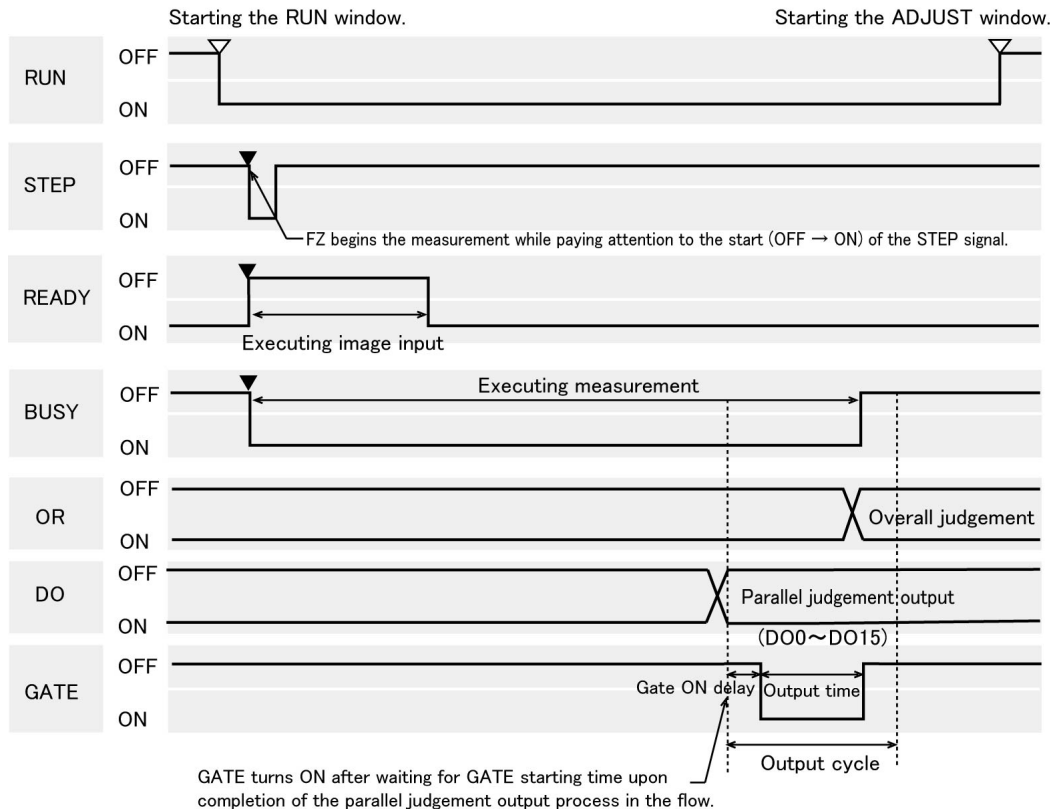 Starting the RUN window.
Starting the ADJUST window.
RUN
OFF
ON
STEP
OFF
ON
FZ begins the measurement while paying attention to the start (OFF → ON) of the STEP signal.
READY
OFF
ON
Executing image input
BUSY
OFF
ON
Executing measurement
OR
OFF
ON
Overall judgement
DO
OFF
ON
Parallel judgement output
(DO0～DO15)
GATE
OFF
ON
Gate ON delay
Output time
Output cycle
GATE turns ON after waiting for GATE starting time upon
completion of the parallel judgement output process in the flow.